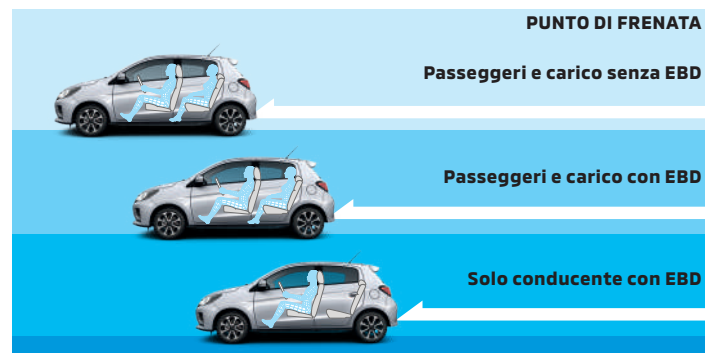 PUNTO DI FRENATA
Passeggeri e carico senza EBD
Passeggeri e carico con EBD
Solo conducente con EBD